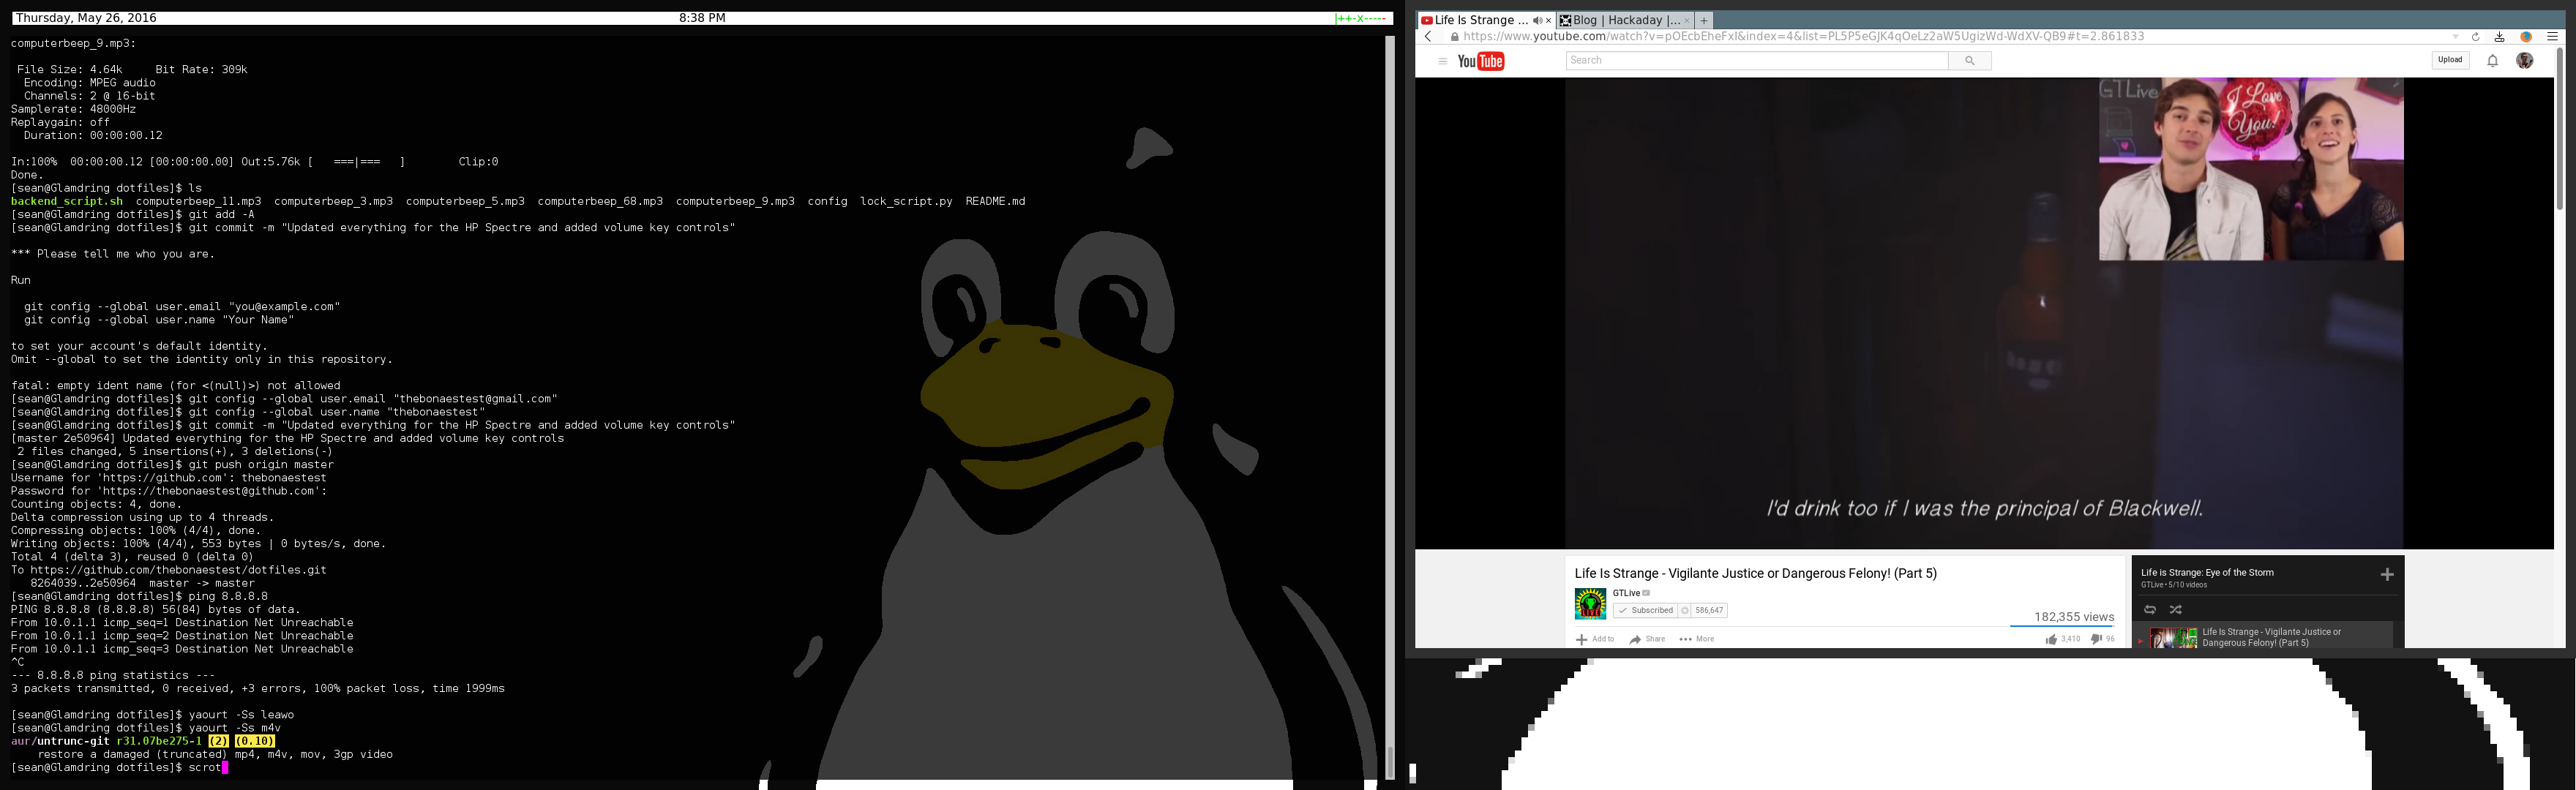 Thursday, May 26, 2016
8:38 PM
|++-x-----
computerbeep_9.mp3:
File Size: 4.64k     Bit Rate: 309k
Encoding: MPEG audio
Channels: 2 @ 16-bit
Samplerate: 48000Hz
Replaygain: off
Duration: 00:00:00.12
In:100%  00:00:00.12 [00:00:00.00] Out:5.76k [   ===|===   ]        Clip:0
Done.
[sean@Glamdring dotfiles]$ ls
backend_script.sh  computerbeep_11.mp3  computerbeep_3.mp3  computerbeep_5.mp3  computerbeep_68.mp3  computerbeep_9.mp3  config  lock_script.py  README.md
[sean@Glamdring dotfiles]$ git add -A
[sean@Glamdring dotfiles]$ git commit -m "Updated everything for the HP Spectre and added volume key controls"
*** Please tell me who you are.
Run
git config --global user.email "you@example.com"
git config --global user.name "Your Name"
to set your account's default identity.
Omit --global to set the identity only in this repository.
fatal: empty ident name (for <(null)>) not allowed
[sean@Glamdring dotfiles]$ git config --global user.email "thebonaestest@gmail.com"
[sean@Glamdring dotfiles]$ git config --global user.name "thebonaestest"
[sean@Glamdring dotfiles]$ git commit -m "Updated everything for the HP Spectre and added volume key controls"
[master 2e50964] Updated everything for the HP Spectre and added volume key controls
2 files changed, 5 insertions(+), 3 deletions(-)
[sean@Glamdring dotfiles]$ git push origin master
Username for 'https://github.com': thebonaestest
Password for 'https://thebonaestest@github.com':
Counting objects: 4, done.
Delta compression using up to 4 threads.
Compressing objects: 100% (4/4), done.
Writing objects: 100% (4/4), 553 bytes | 0 bytes/s, done.
Total 4 (delta 3), reused 0 (delta 0)
To https://github.com/thebonaestest/dotfiles.git
8264039..2e50964  master -> master
[sean@Glamdring dotfiles]$ ping 8.8.8.8
PING 8.8.8.8 (8.8.8.8) 56(84) bytes of data.
From 10.0.1.1 icmp_seq=1 Destination Net Unreachable
From 10.0.1.1 icmp_seq=2 Destination Net Unreachable
From 10.0.1.1 icmp_seq=3 Destination Net Unreachable
^C
--- 8.8.8.8 ping statistics ---
3 packets transmitted, 0 received, +3 errors, 100% packet loss, time 1999ms
[sean@Glamdring dotfiles]$ yaourt -Ss leawo
[sean@Glamdring dotfiles]$ yaourt -Ss m4v
aur/untrunc-git r31.07be275-1 (2) (0.10)
restore a damaged (truncated) mp4, m4v, mov, 3gp video
[sean@Glamdring dotfiles]$ scrot
Life Is Strange ...
Blog | Hackaday |...
https://www.youtube.com/watch?v=pOEcbEheFxI&index=4&list=PL5P5eGJK4qOeLz2aW5UgizWd-WdXV-QB9#t=2.861833
YouTube
Search
Upload
GTLive
I Love You!
I'd drink too if I was the principal of Blackwell.
Life Is Strange - Vigilante Justice or Dangerous Felony! (Part 5)
GTLive
Subscribed
586,647
182,355 views
Add to
Share
More
3,410
96
Life is Strange: Eye of the Storm
GTLive • 5/10 videos
Life Is Strange - Vigilante Justice or
Dangerous Felony! (Part 5)